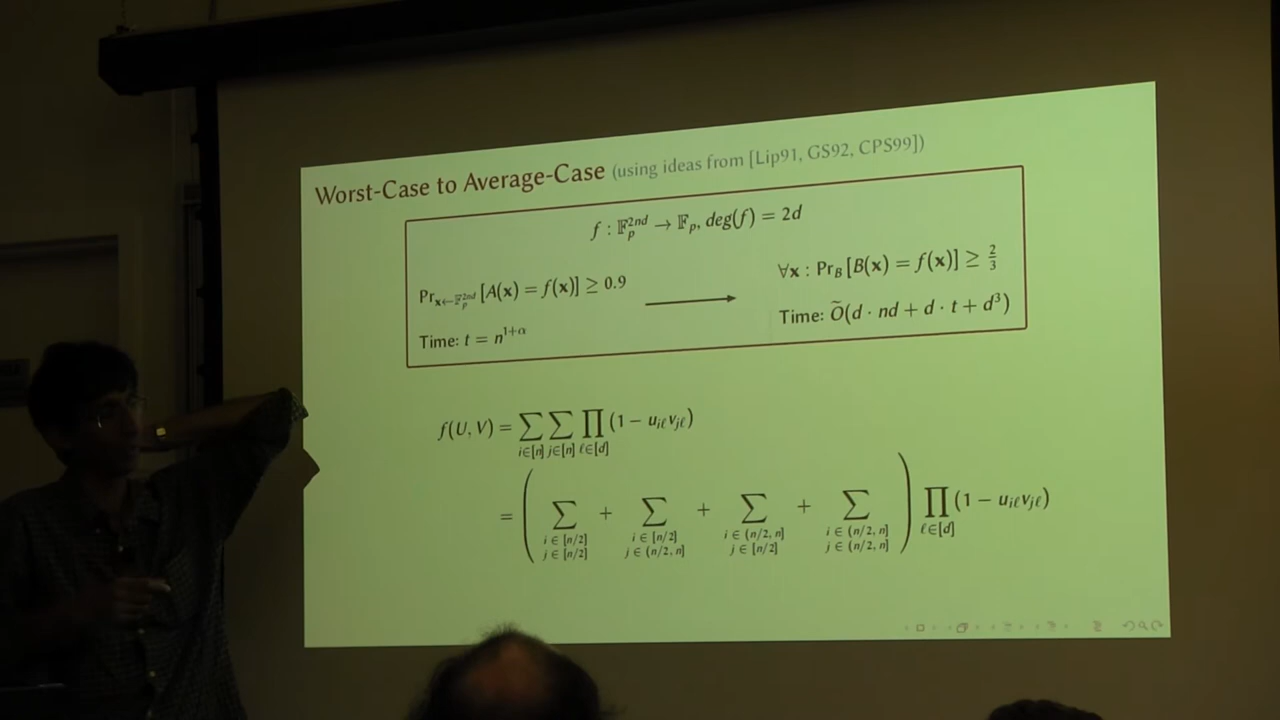 Worst-Case to Average-Case (using ideas from [Lip91, GS92, CPS99])
f : 𝔽_p^{2nd} → 𝔽_p, deg(f) = 2d
Pr_{x←𝔽_p^{2nd}} [A(x) = f(x)] ≥ 0.9
∀x : Pr_B [B(x) = f(x)] ≥ 2/3
Time: t = n^{1+α}
Time: Õ(d · nd + d · t + d³)
f(U, V) = ∑_{i∈[n]} ∑_{j∈[n]} ∏_{ℓ∈[d]} (1 − u_{iℓ}v_{jℓ})
= ( ∑_{i ∈ [n/2] j ∈ [n/2]} + ∑_{i ∈ [n/2] j ∈ (n/2, n]} + ∑_{i ∈ (n/2, n] j ∈ [n/2]} + ∑_{i ∈ (n/2, n] j ∈ (n/2, n]} ) ∏_{ℓ∈[d]} (1 − u_{iℓ}v_{jℓ})